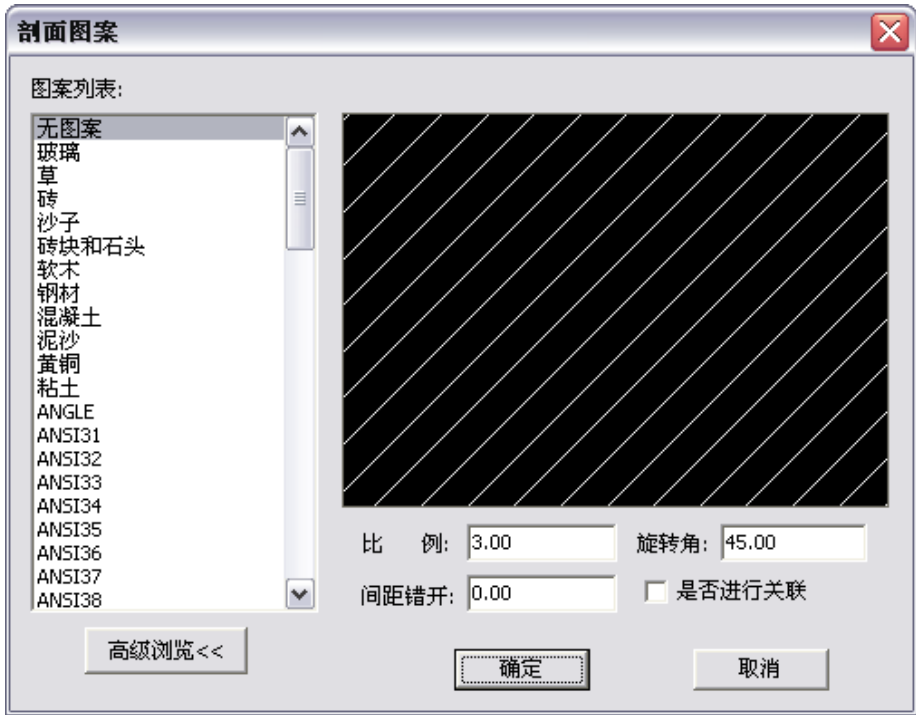 剖面图案
图案列表:
无图案
玻璃
草
砖
沙子
砖块和石头
软木
钢材
混凝土
泥沙
黄铜
粘土
ANGLE
ANSI31
ANSI32
ANSI33
ANSI34
ANSI35
ANSI36
ANSI37
ANSI38
比 例: 3.00 旋转角: 45.00
间距错开: 0.00 是否进行关联
高级浏览<< 确定 取消